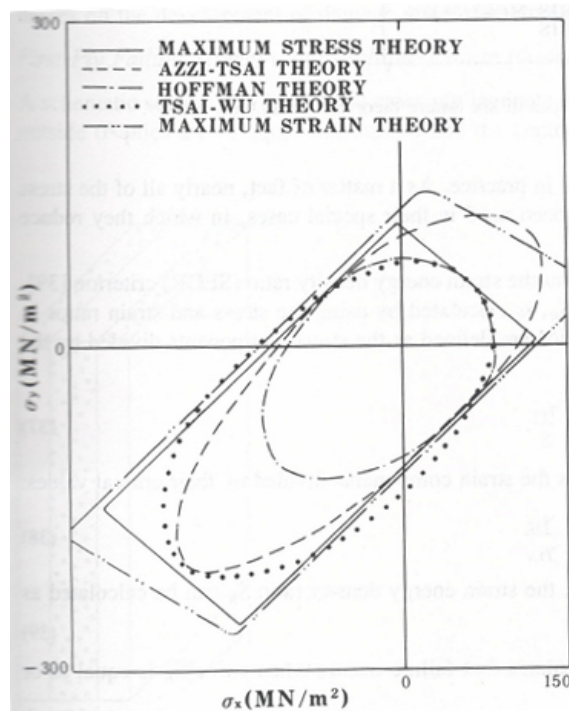 300
MAXIMUM STRESS THEORY
AZZI-TSAI THEORY
HOFFMAN THEORY
TSAI-WU THEORY
MAXIMUM STRAIN THEORY
σy(MN/m²)
0
−300
150
σx(MN/m²)